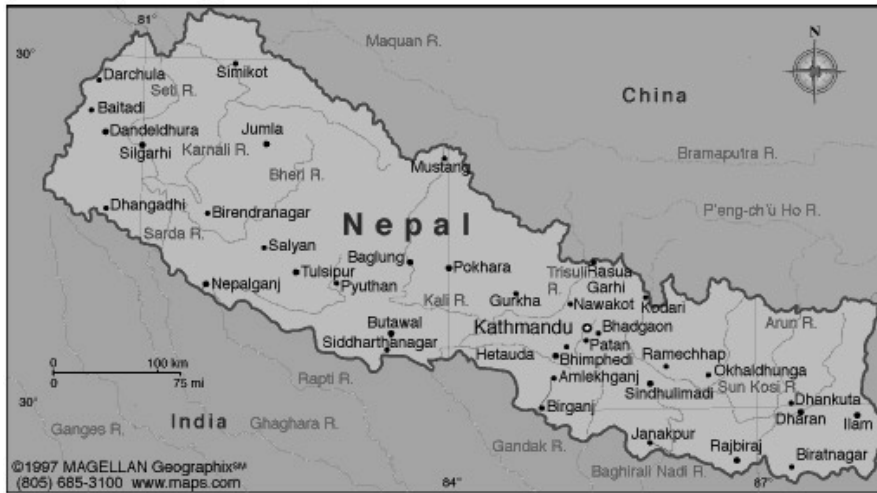 81°
30°
Maquan R.
N
Darchula
Simikot
Seti R.
China
Baitadi
Dandeldhura
Jumla
Silgarhi
Karnali R.
Bramaputra R.
Mustang
Bheri R.
Dhangadhi
Birendranagar
Nepal
P'eng-ch'ü Ho R.
Sarda R.
Salyan
Baglung
Pokhara
Tulsipur
Trisuli
R.
Rasua
Garhi
Nepalganj
Pyuthan
Kali R.
Gurkha
Nawakot
Kodari
Butawal
Kathmandu
Bhadgaon
Arun R.
Siddharthanagar
Patan
Hetauda
Bhimphedi
Ramechhap
0
100 km
75 mi
Rapti R.
Amlekhganj
Okhaldhunga
Sun Kosi R.
Sindhulimadi
Dhankuta
30°
India
Birganj
Dharan
Ilam
Ghaghara R.
Ganges R.
Gandak R.
Janakpur
Rajbiraj
Biratnagar
Baghirali Nadi R.
84°
87°
©1997 MAGELLAN Geographix℠
(805) 685-3100 www.maps.com